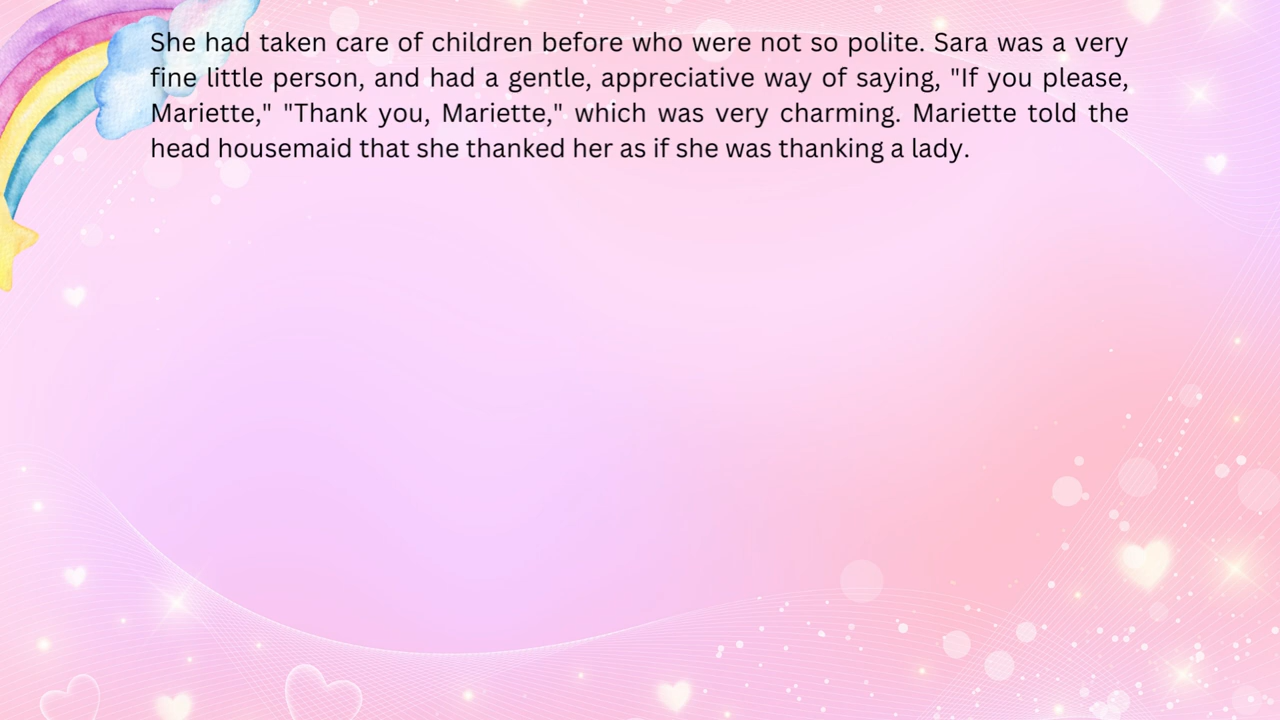 She had taken care of children before who were not so polite. Sara was a very
fine little person, and had a gentle, appreciative way of saying, "If you please,
Mariette," "Thank you, Mariette," which was very charming. Mariette told the
head housemaid that she thanked her as if she was thanking a lady.